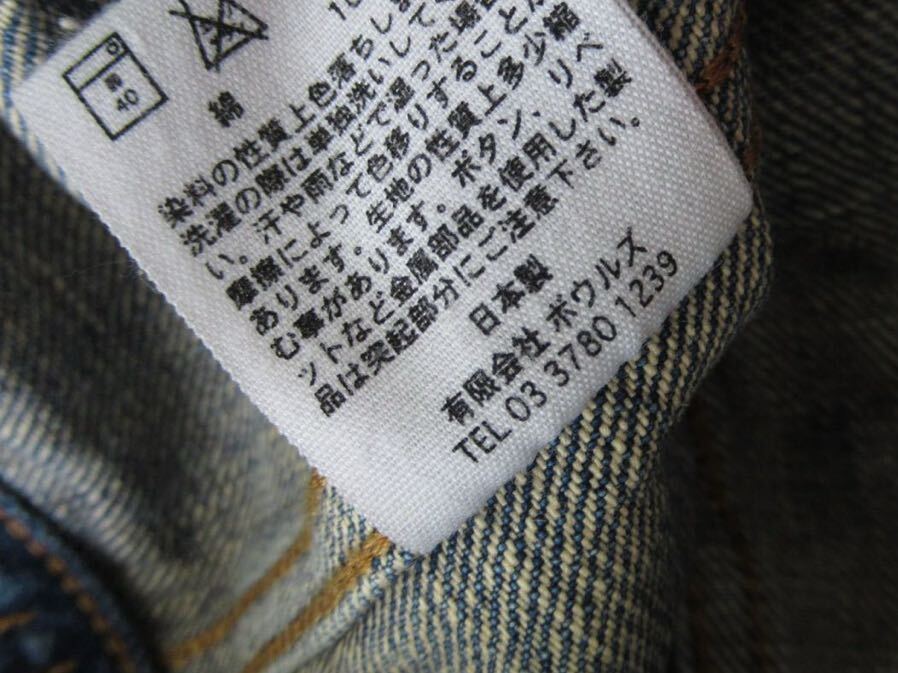 10
弱
40
綿
染料の性質上色落ちしま
洗濯の際は単独洗いして
い。汗や雨などで湿った場合
摩擦によって色移りすることが
あります。生地の性質上多少縮
む事があります。ボタン、リベ
ットなど金属部品を使用した製
品は突起部分にご注意下さい。
日本製
有限会社 ボウルズ
TEL 03 3780 1239